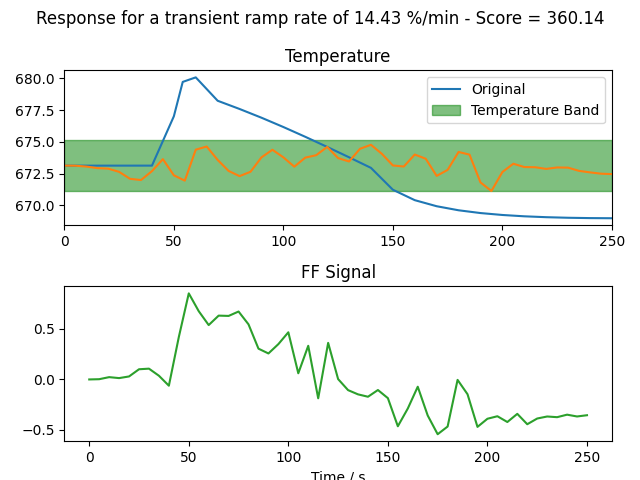 Response for a transient ramp rate of 14.43 %/min - Score = 360.14
Temperature
680.0
677.5
675.0
672.5
670.0
Original
Temperature Band
0 50 100 150 200 250
FF Signal
0.5
0.0
−0.5
0 50 100 150 200 250
Time / s